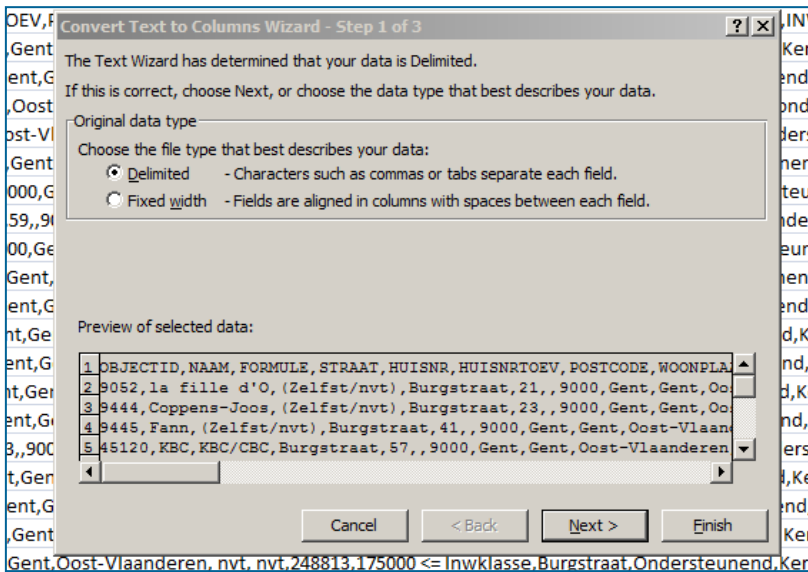 Convert Text to Columns Wizard - Step 1 of 3
The Text Wizard has determined that your data is Delimited.
If this is correct, choose Next, or choose the data type that best describes your data.
Original data type
Choose the file type that best describes your data:
Delimited - Characters such as commas or tabs separate each field.
Fixed width - Fields are aligned in columns with spaces between each field.
Preview of selected data:
1 OBJECTID,NAAM,FORMULE,STRAAT,HUISNR,HUISNRTOEV,POSTCODE,WOONPLAA
2 9052,la fille d'O,(Zelfst/nvt),Burgstraat,21,,9000,Gent,Gent,Oo
3 9444,Coppens-Joos,(Zelfst/nvt),Burgstraat,23,,9000,Gent,Gent,Oo
4 9445,Fann,(Zelfst/nvt),Burgstraat,41,,9000,Gent,Gent,Oost-Vlaan
5 45120,KBC,KBC/CBC,Burgstraat,57,,9000,Gent,Gent,Oost-Vlaanderen
Cancel < Back Next > Finish
,Gent,Oost-Vlaanderen, nvt, nvt,248813,175000 <= Inwklasse,Burgstraat,Ondersteunend,Ker